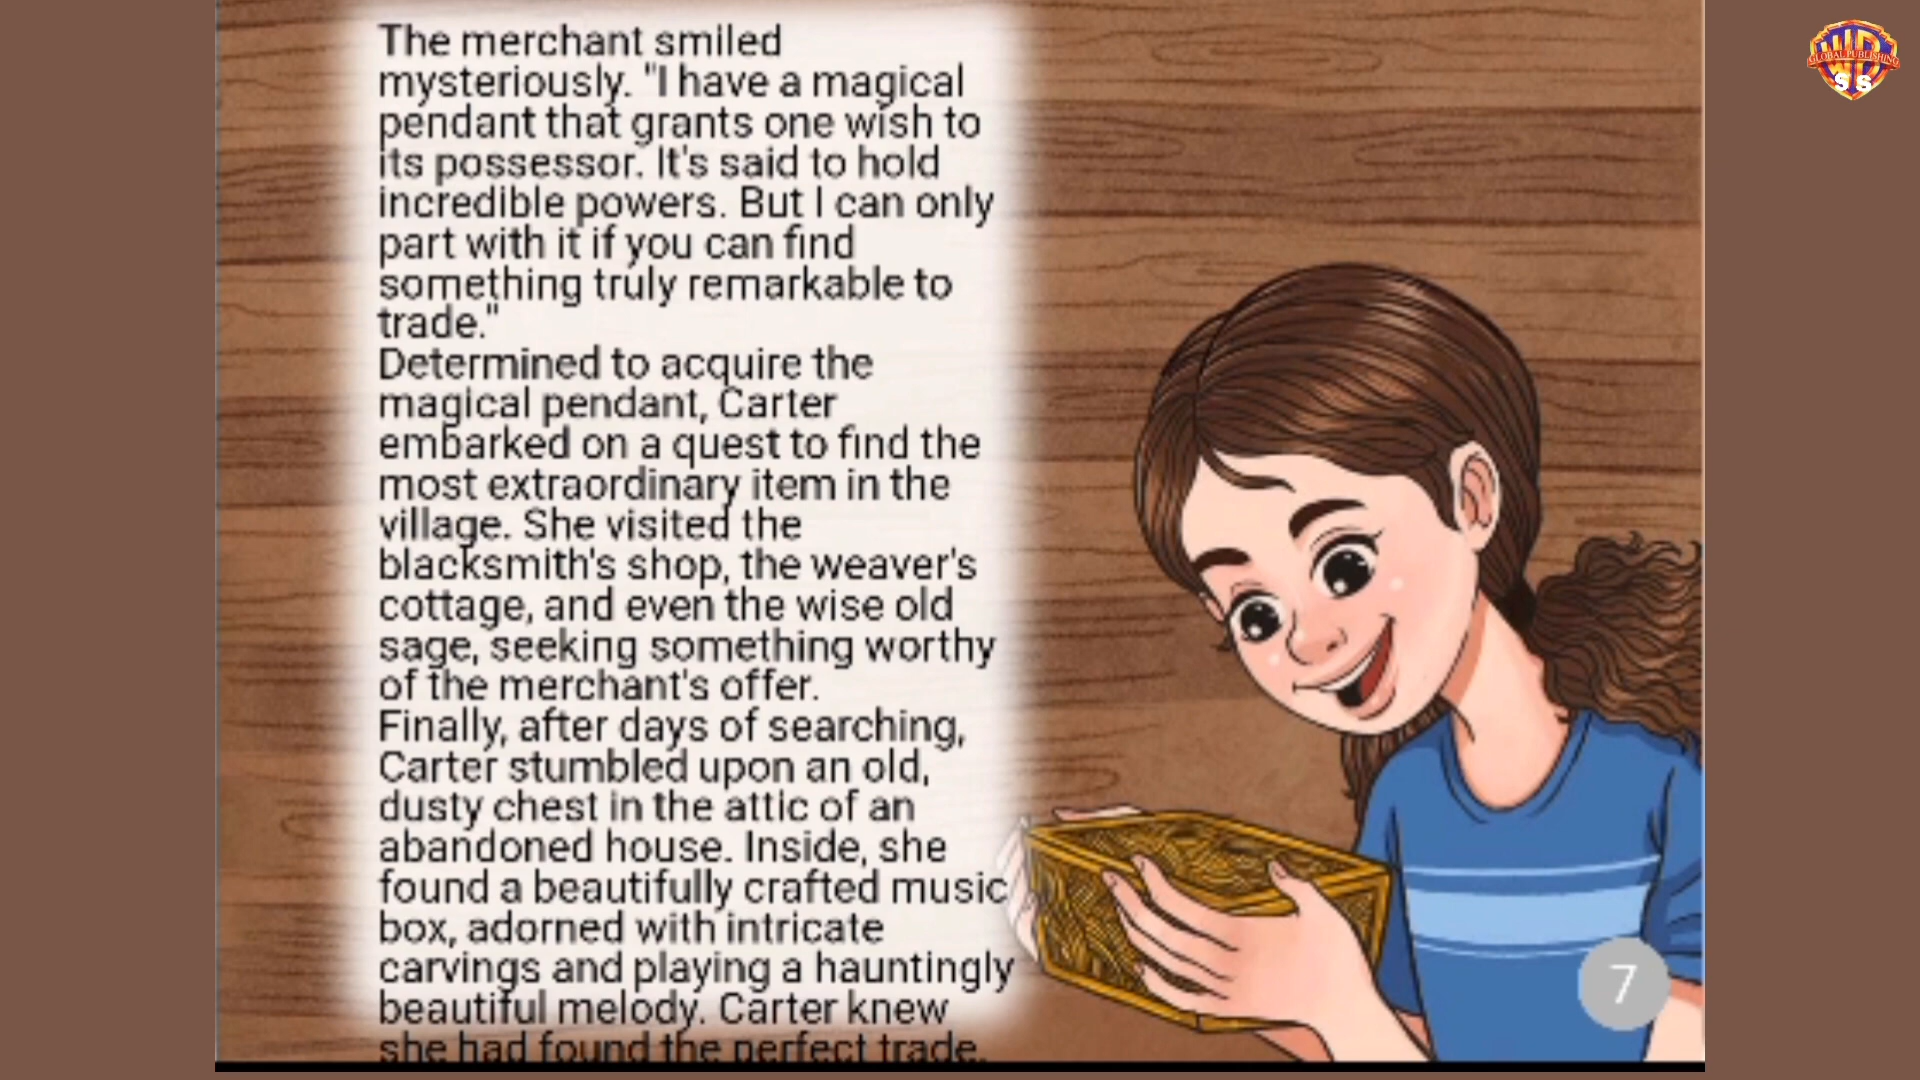 The merchant smiled
mysteriously. "I have a magical
pendant that grants one wish to
its possessor. It's said to hold
incredible powers. But I can only
part with it if you can find
something truly remarkable to
trade."
Determined to acquire the
magical pendant, Carter
embarked on a quest to find the
most extraordinary item in the
village. She visited the
blacksmith's shop, the weaver's
cottage, and even the wise old
sage, seeking something worthy
of the merchant's offer.
Finally, after days of searching,
Carter stumbled upon an old,
dusty chest in the attic of an
abandoned house. Inside, she
found a beautifully crafted music
box, adorned with intricate
carvings and playing a hauntingly
beautiful melody. Carter knew
she had found the perfect trade.
7
WD
GLOBAL PUBLISHING
S S